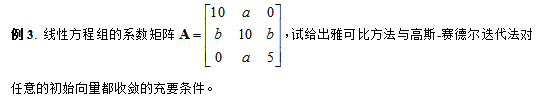 例 3. 线性方程组的系数矩阵 A = [10 a 0; b 10 b; 0 a 5],试给出雅可比方法与高斯-赛德尔迭代法对
任意的初始向量都收敛的充要条件。